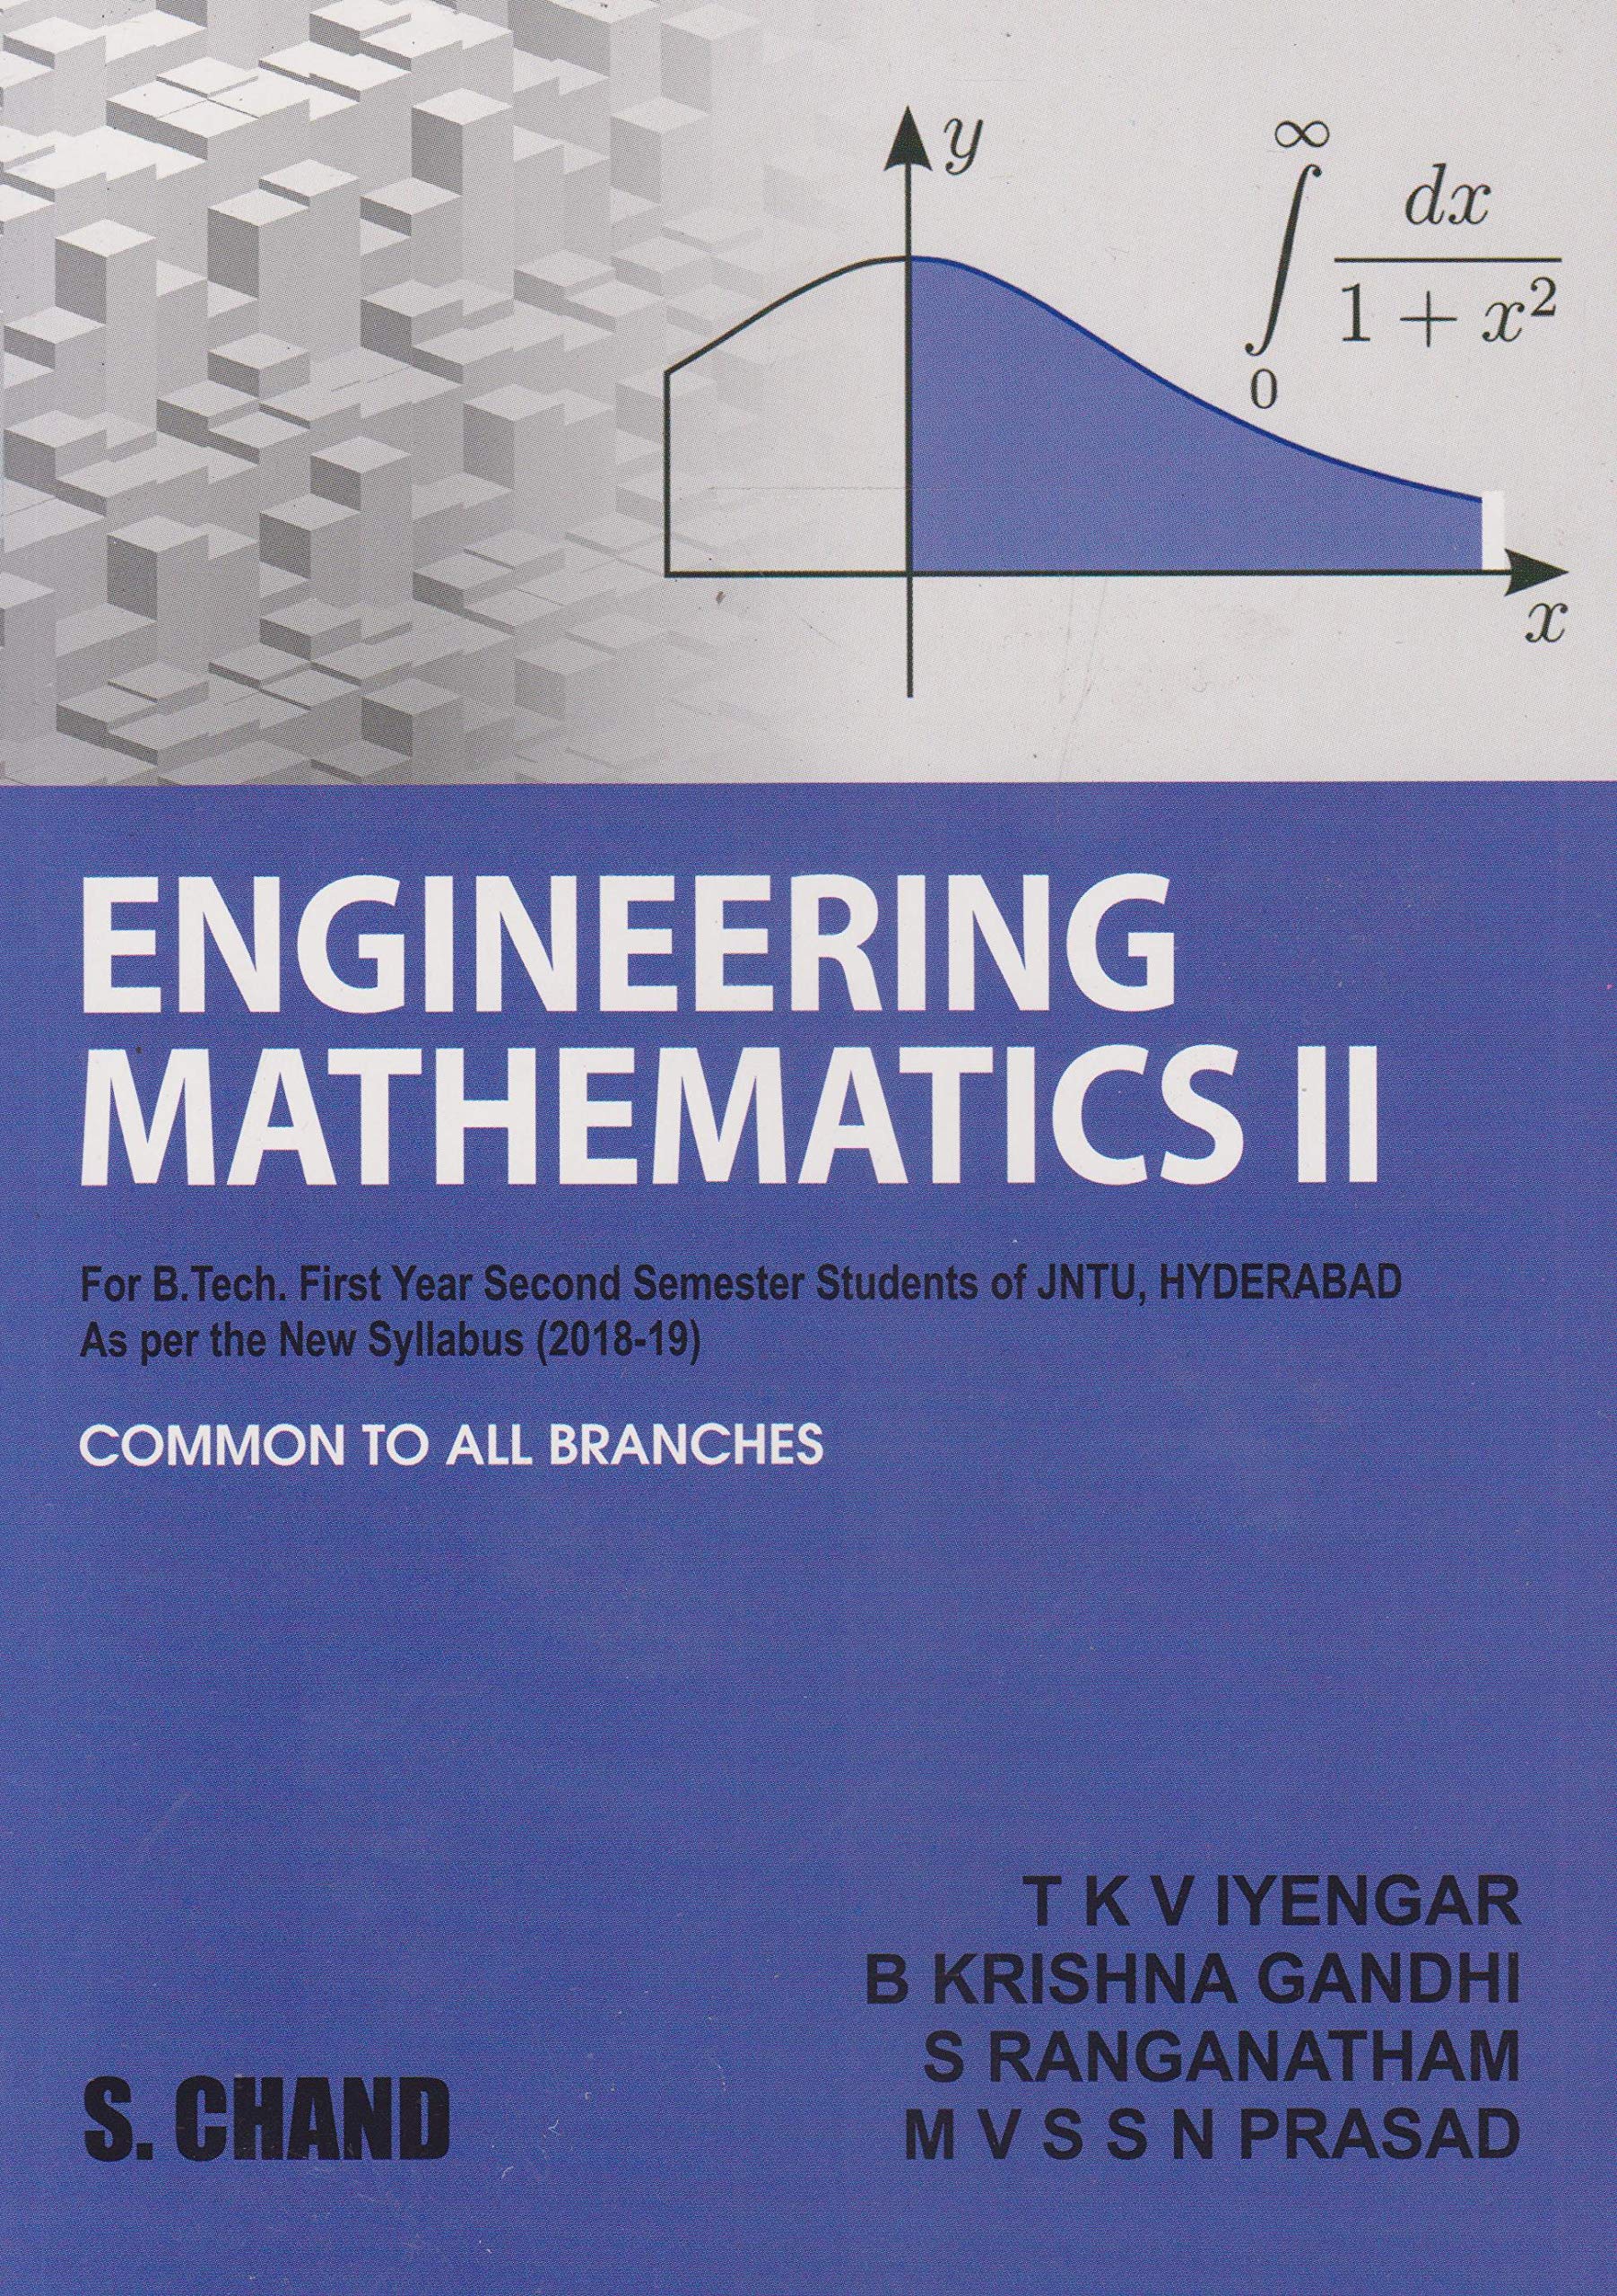 y
∞
∫ dx
1 + x²
0
x
ENGINEERING
MATHEMATICS II
For B.Tech. First Year Second Semester Students of JNTU, HYDERABAD
As per the New Syllabus (2018-19)
COMMON TO ALL BRANCHES
T K V IYENGAR
B KRISHNA GANDHI
S RANGANATHAM
M V S S N PRASAD
S. CHAND